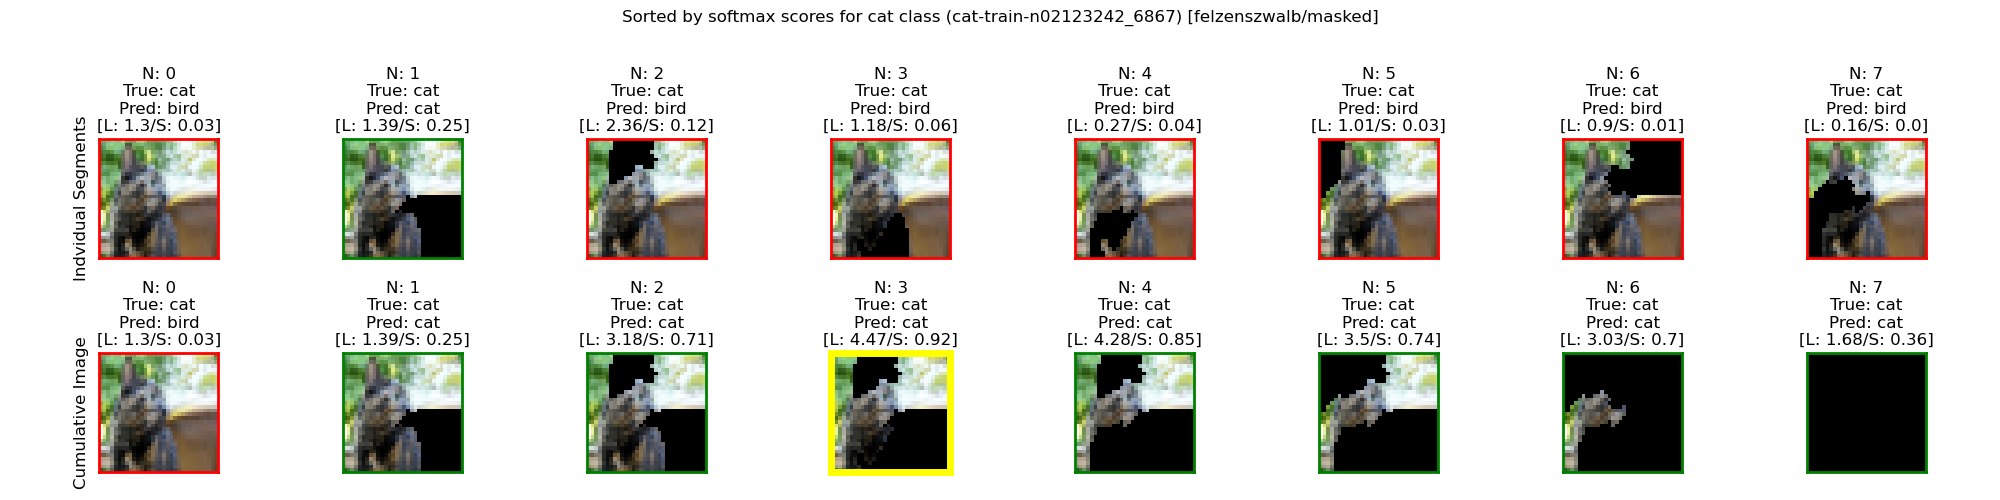 Sorted by softmax scores for cat class (cat-train-n02123242_6867) [felzenszwalb/masked]
Indvidual Segments
N: 0
True: cat
Pred: bird
[L: 1.3/S: 0.03]
N: 1
True: cat
Pred: cat
[L: 1.39/S: 0.25]
N: 2
True: cat
Pred: bird
[L: 2.36/S: 0.12]
N: 3
True: cat
Pred: bird
[L: 1.18/S: 0.06]
N: 4
True: cat
Pred: bird
[L: 0.27/S: 0.04]
N: 5
True: cat
Pred: bird
[L: 1.01/S: 0.03]
N: 6
True: cat
Pred: bird
[L: 0.9/S: 0.01]
N: 7
True: cat
Pred: bird
[L: 0.16/S: 0.0]
Cumulative Image
N: 0
True: cat
Pred: bird
[L: 1.3/S: 0.03]
N: 1
True: cat
Pred: cat
[L: 1.39/S: 0.25]
N: 2
True: cat
Pred: cat
[L: 3.18/S: 0.71]
N: 3
True: cat
Pred: cat
[L: 4.47/S: 0.92]
N: 4
True: cat
Pred: cat
[L: 4.28/S: 0.85]
N: 5
True: cat
Pred: cat
[L: 3.5/S: 0.74]
N: 6
True: cat
Pred: cat
[L: 3.03/S: 0.7]
N: 7
True: cat
Pred: cat
[L: 1.68/S: 0.36]